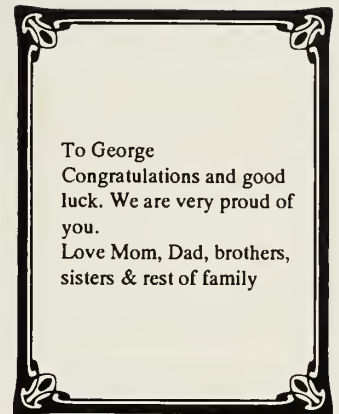 To George
Congratulations and good
luck. We are very proud of
you.
Love Mom, Dad, brothers,
sisters & rest of family